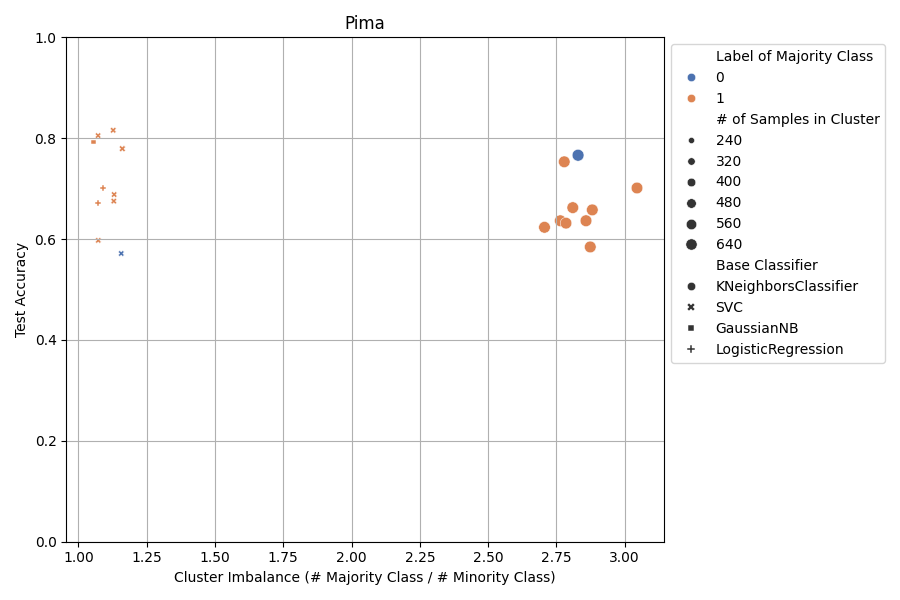 Pima
1.0
0.8
0.6
0.4
0.2
0.0
Test Accuracy
1.00 1.25 1.50 1.75 2.00 2.25 2.50 2.75 3.00
Cluster Imbalance (# Majority Class / # Minority Class)
Label of Majority Class
0
1
# of Samples in Cluster
240
320
400
480
560
640
Base Classifier
KNeighborsClassifier
SVC
GaussianNB
LogisticRegression